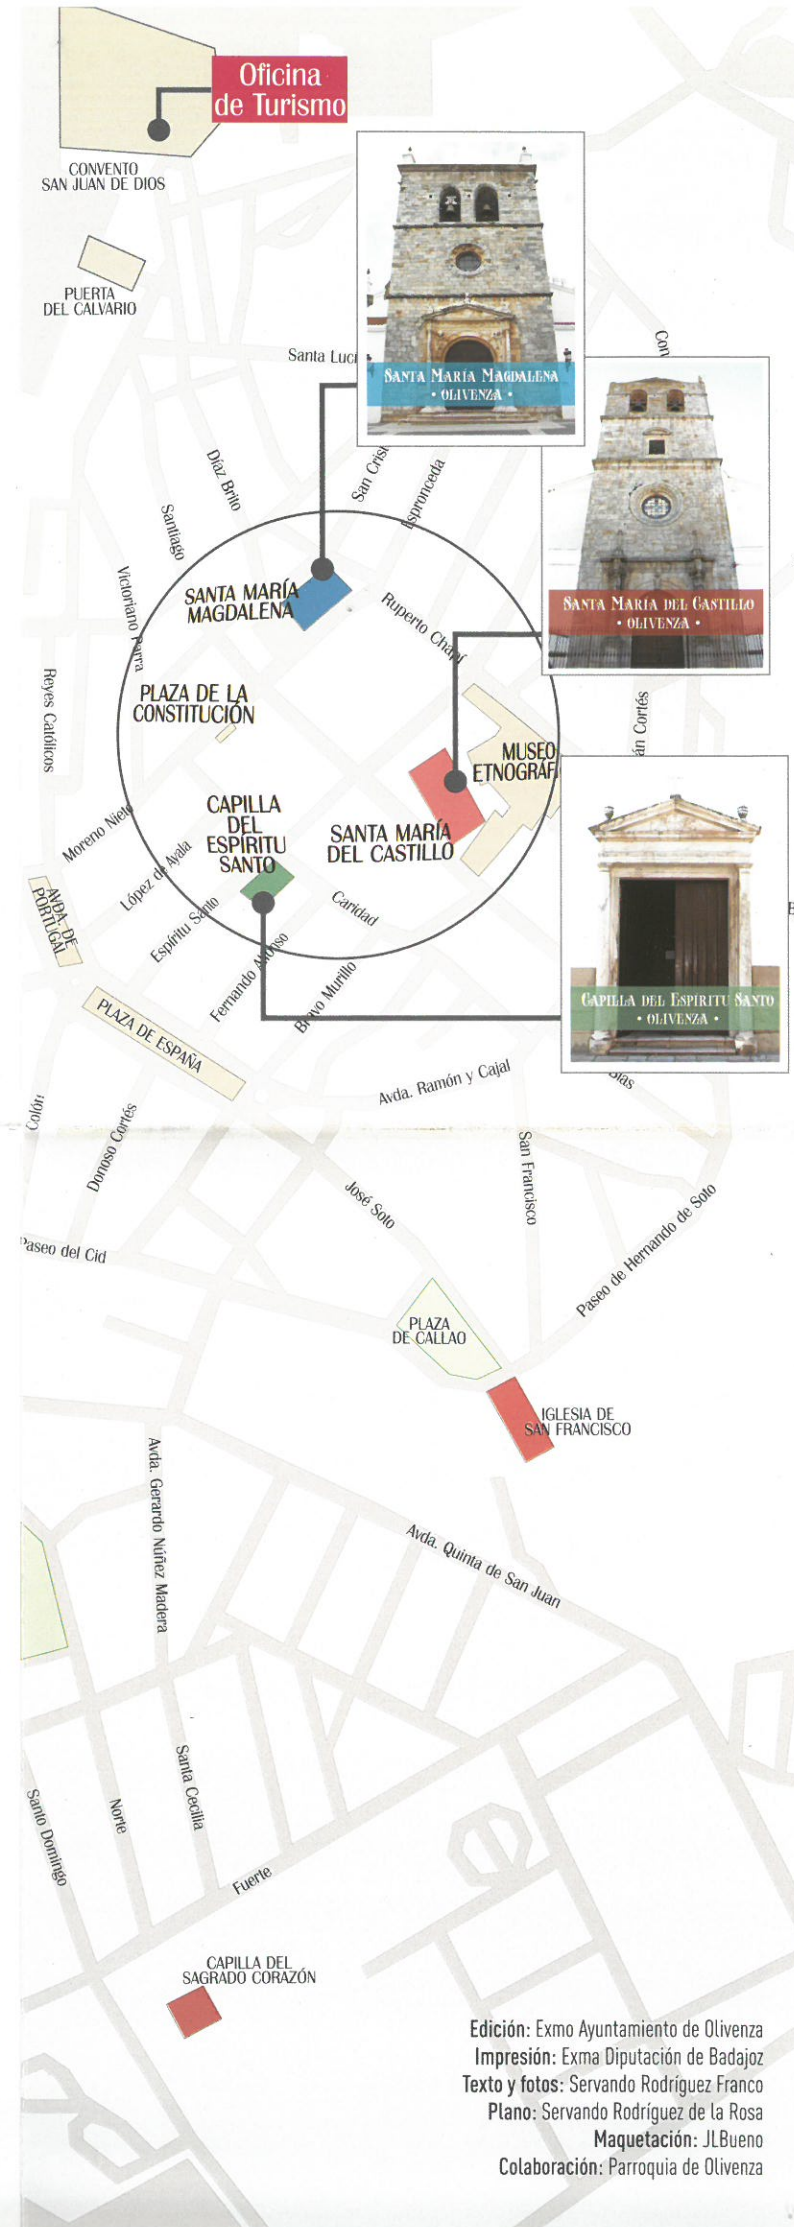 Oficina
de Turismo
CONVENTO
SAN JUAN DE DIOS
PUERTA
DEL CALVARIO
Santa Luci
Con
SANTA MARÍA MAGDALENA
• OLIVENZA •
Díaz Brito
San Crist
Espronceda
Santiago
SANTA MARÍA DEL CASTILLO
• OLIVENZA •
Victoriano Parra
SANTA MARÍA
MAGDALENA
Ruperto Chapí
Reyes Católicos
PLAZA DE LA
CONSTITUCIÓN
án Cortés
MUSEO
ETNOGRÁFI
CAPILLA
DEL
ESPÍRITU
SANTO
SANTA MARÍA
DEL CASTILLO
Moreno Nieto
López de Ayala
Caridad
AVDA. DE
PORTUGAL
Espíritu Santo
Fernando Alfonso
Bravo Murillo
CAPILLA DEL ESPÍRITU SANTO
• OLIVENZA •
PLAZA DE ESPAÑA
Avda. Ramón y Cajal
Blas
Colón
Donoso Cortés
San Francisco
José Soto
Paseo de Hernando de Soto
Paseo del Cid
PLAZA
DE CALLAO
IGLESIA DE
SAN FRANCISCO
Avda. Gerardo Núñez Madera
Avda. Quinta de San Juan
Santa Cecilia
Norte
Santo Domingo
Fuerte
CAPILLA DEL
SAGRADO CORAZÓN
Edición: Exmo Ayuntamiento de Olivenza
Impresión: Exma Diputación de Badajoz
Texto y fotos: Servando Rodríguez Franco
Plano: Servando Rodríguez de la Rosa
Maquetación: JLBueno
Colaboración: Parroquia de Olivenza